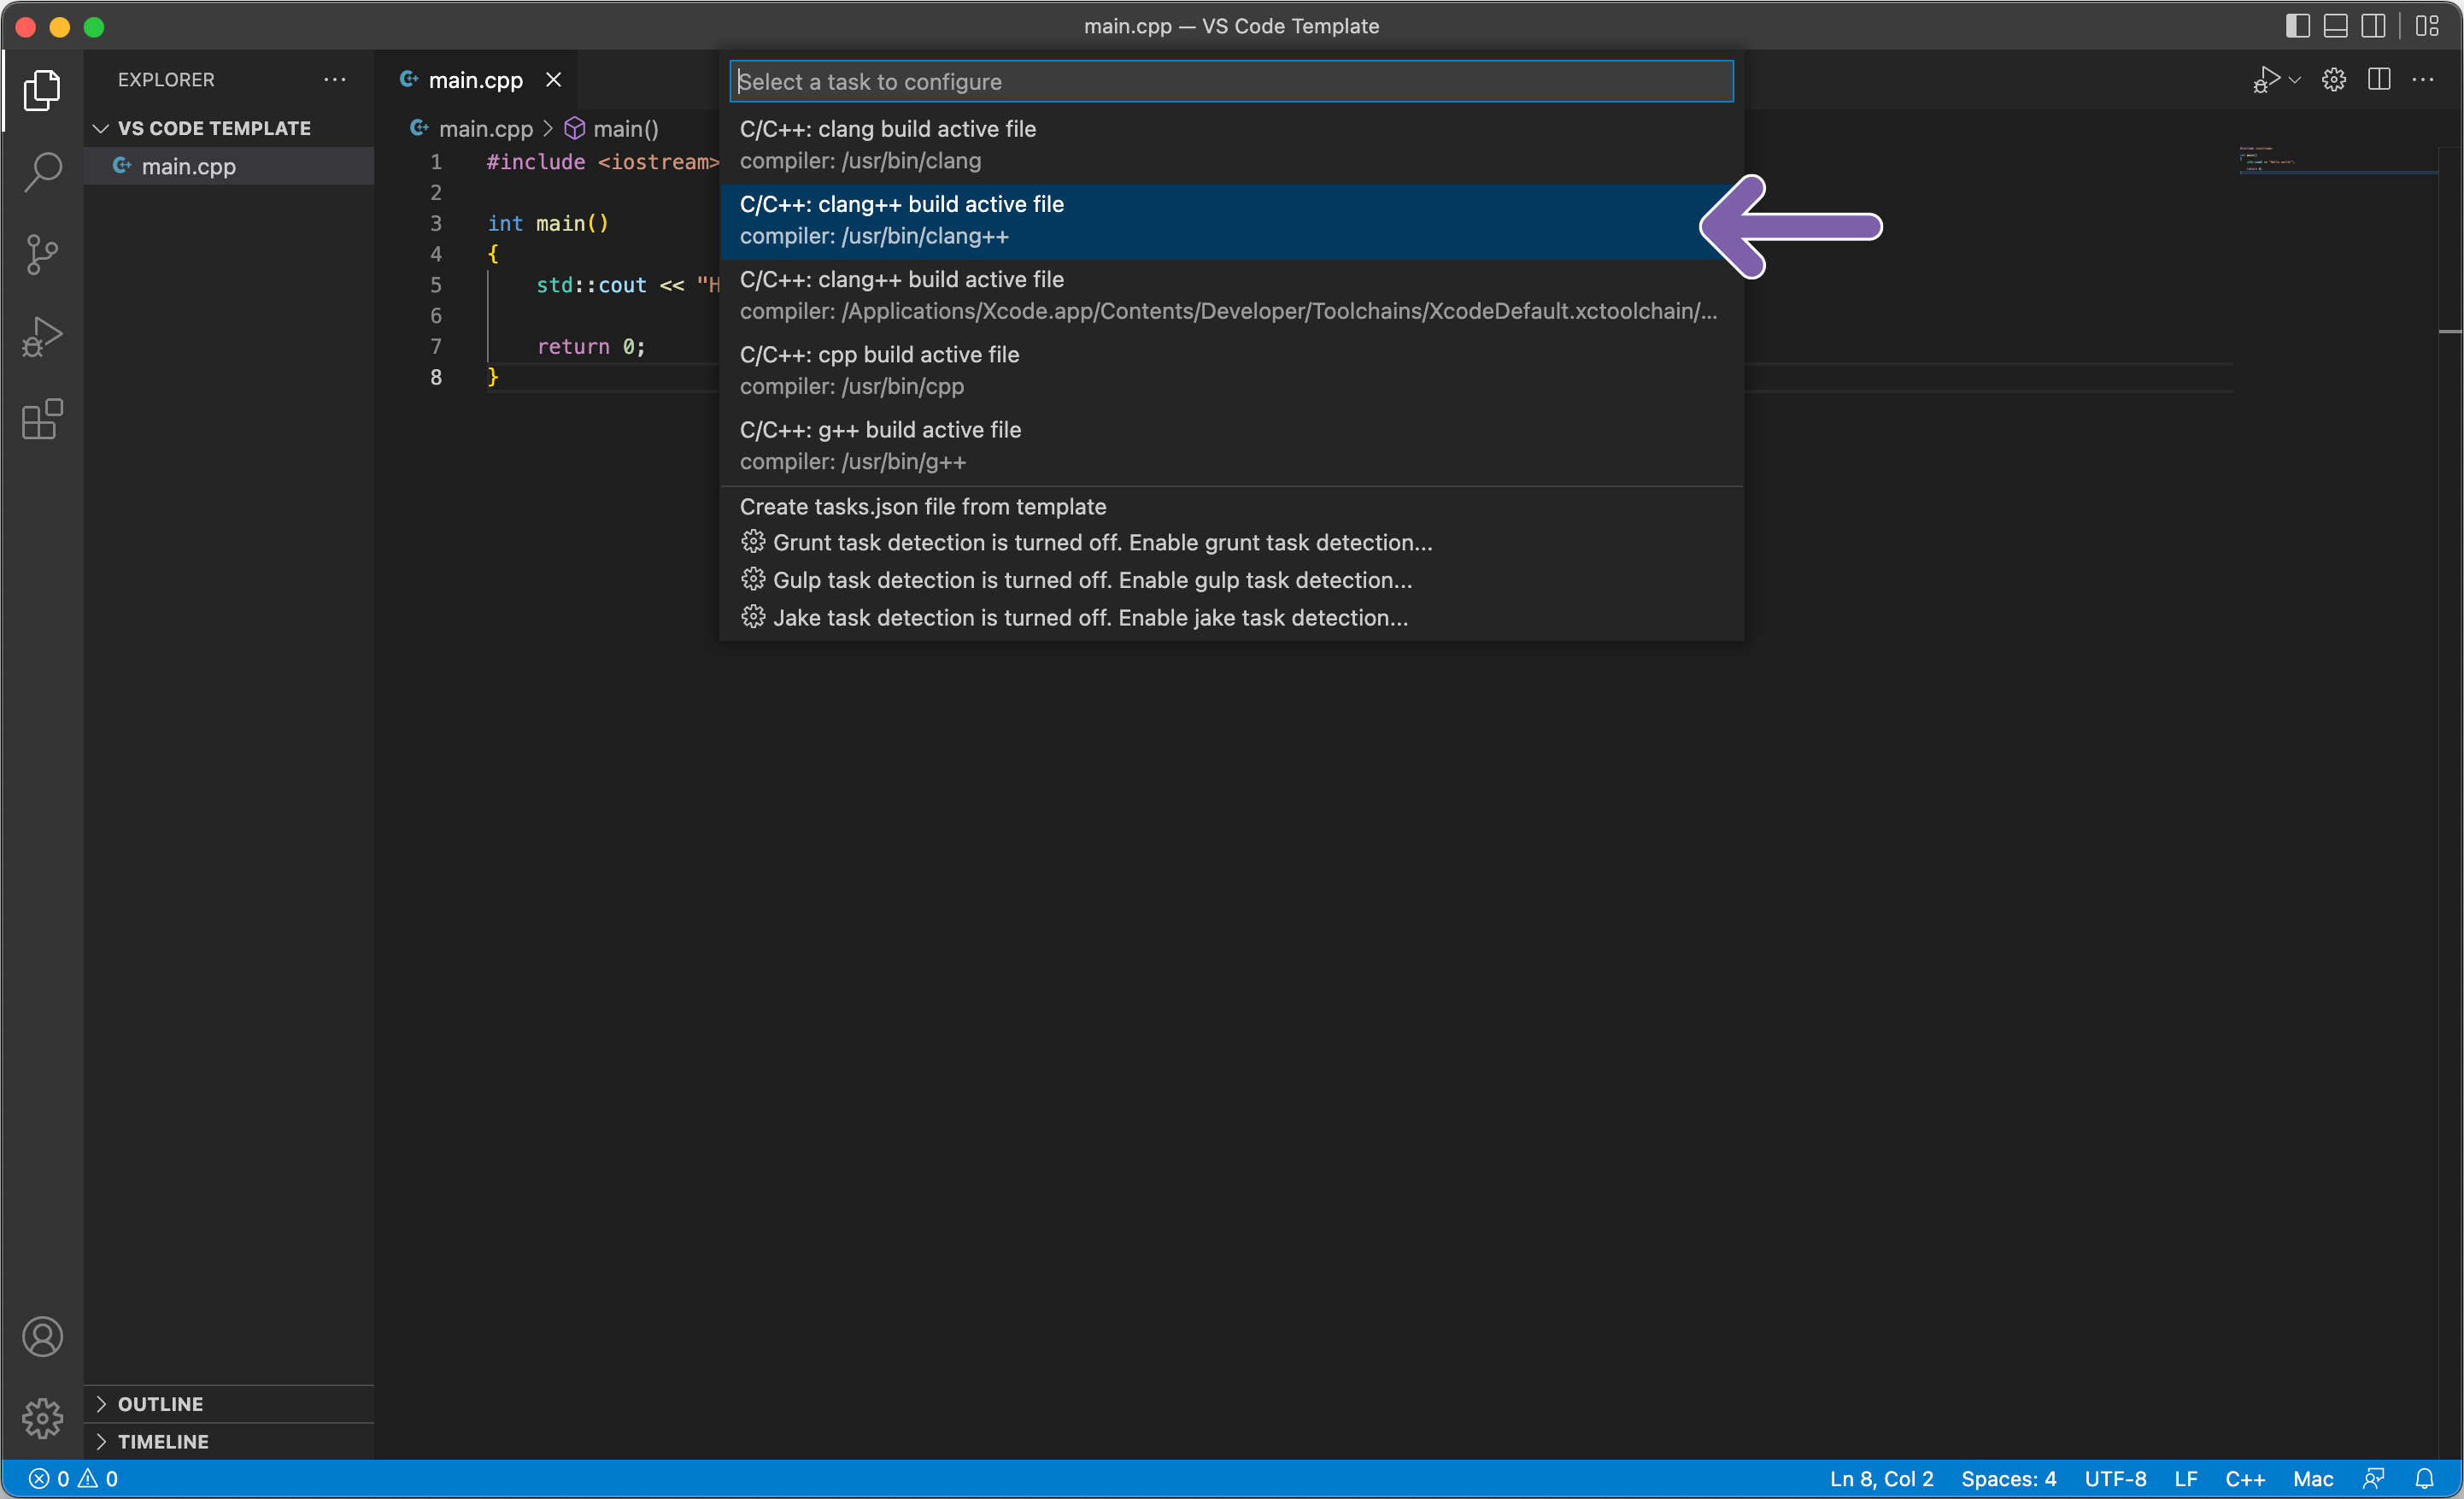 main.cpp — VS Code Template
EXPLORER
VS CODE TEMPLATE
main.cpp
OUTLINE
TIMELINE
main.cpp
main.cpp > main()
1 #include <iostream>
2
3 int main()
4 {
5 std::cout << "H
6
7 return 0;
8 }
Select a task to configure
C/C++: clang build active file
compiler: /usr/bin/clang
C/C++: clang++ build active file
compiler: /usr/bin/clang++
C/C++: clang++ build active file
compiler: /Applications/Xcode.app/Contents/Developer/Toolchains/XcodeDefault.xctoolchain/...
C/C++: cpp build active file
compiler: /usr/bin/cpp
C/C++: g++ build active file
compiler: /usr/bin/g++
Create tasks.json file from template
Grunt task detection is turned off. Enable grunt task detection...
Gulp task detection is turned off. Enable gulp task detection...
Jake task detection is turned off. Enable jake task detection...
0 0
Ln 8, Col 2 Spaces: 4 UTF-8 LF C++ Mac